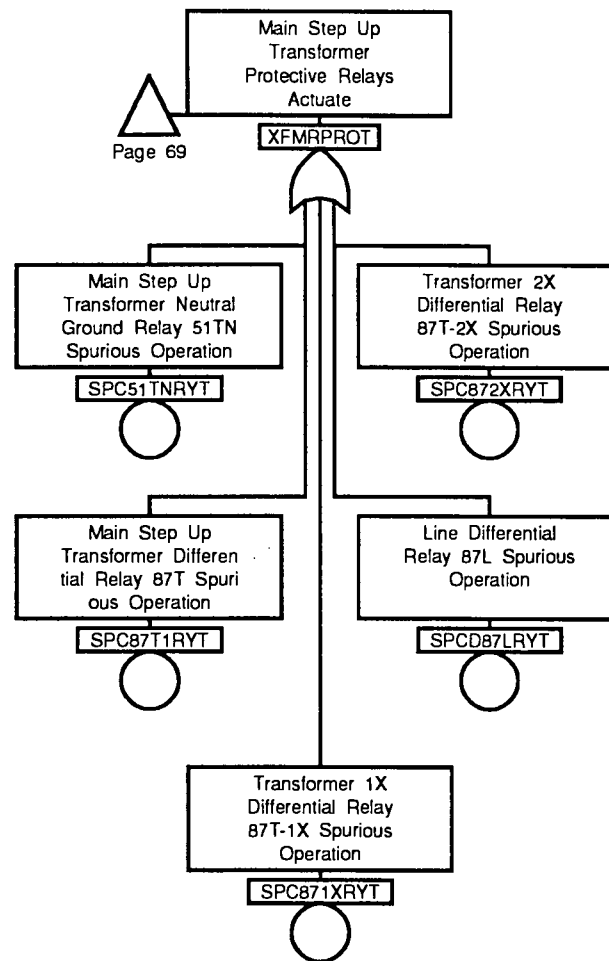 Main Step Up
Transformer
Protective Relays
Actuate
Page 69
XFMRPROT
Main Step Up
Transformer Neutral
Ground Relay 51TN
Spurious Operation
SPC51TNRYT
Transformer 2X
Differential Relay
87T-2X Spurious
Operation
SPC872XRYT
Main Step Up
Transformer Differen
tial Relay 87T Spuri
ous Operation
SPC87T1RYT
Line Differential
Relay 87L Spurious
Operation
SPCD87LRYT
Transformer 1X
Differential Relay
87T-1X Spurious
Operation
SPC871XRYT